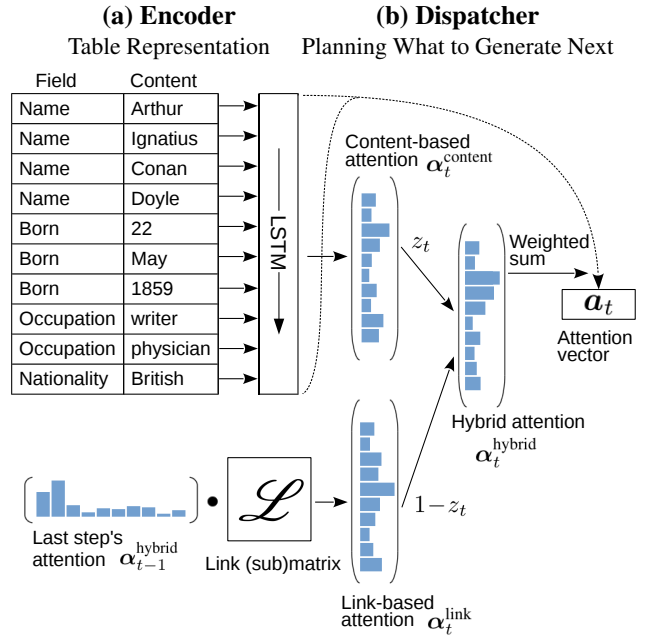 (a) Encoder
Table Representation
(b) Dispatcher
Planning What to Generate Next
Field Content
Name Arthur
Name Ignatius
Name Conan
Name Doyle
Born 22
Born May
Born 1859
Occupation writer
Occupation physician
Nationality British
LSTM
Content-based
attention α_t^content
z_t
Weighted
sum
a_t
Attention
vector
Hybrid attention
α_t^hybrid
1−z_t
Last step's
attention α_{t−1}^hybrid
ℒ
Link (sub)matrix
Link-based
attention α_t^link